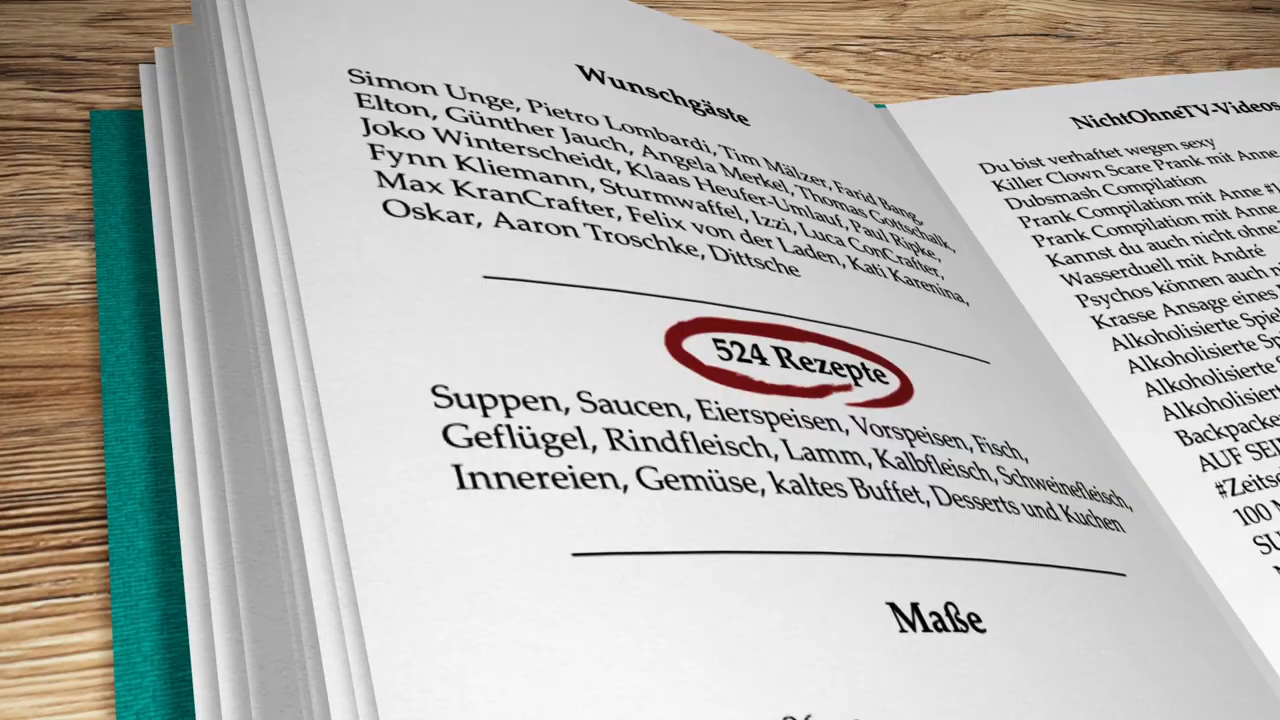 Wunschgäste
Simon Unge, Pietro Lombardi, Tim Mälzer, Farid Bang,
Elton, Günther Jauch, Angela Merkel, Thomas Gottschalk,
Joko Winterscheidt, Klaas Heufer-Umlauf, Paul Ripke,
Fynn Kliemann, Sturmwaffel, Izzi, Luca ConCrafter,
Max KranCrafter, Felix von der Laden, Kati Karenina,
Oskar, Aaron Troschke, Dittsche
524 Rezepte
Suppen, Saucen, Eierspeisen, Vorspeisen, Fisch,
Geflügel, Rindfleisch, Lamm, Kalbfleisch, Schweinefleisch,
Innereien, Gemüse, kaltes Buffet, Desserts und Kuchen
Maße
NichtOhneTV-Videos
Du bist verhaftet wegen sexy
Killer Clown Scare Prank mit Anne
Dubsmash Compilation
Prank Compilation mit Anne
Prank Compilation mit Anne
Kannst du auch nicht ohne
Wasserduell mit André
Psychos können auch
Krasse Ansage eines
Alkoholisierte
Alkoholisierte
Alkoholisierte
AUF
100